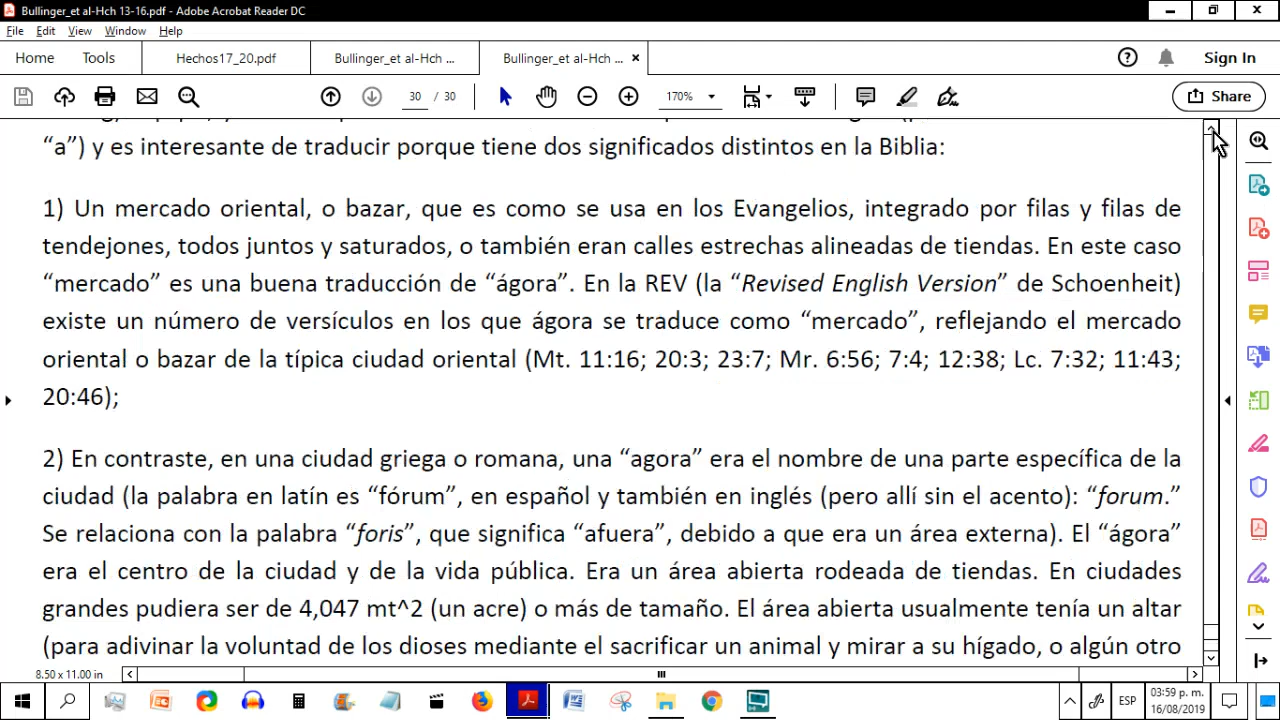 Bullinger_et al-Hch 13-16.pdf - Adobe Acrobat Reader DC
File Edit View Window Help
Home Tools Hechos17_20.pdf Bullinger_et al-Hch ... Bullinger_et al-Hch ... Sign In
30 / 30 170% Share
“a”) y es interesante de traducir porque tiene dos significados distintos en la Biblia:
1) Un mercado oriental, o bazar, que es como se usa en los Evangelios, integrado por filas y filas de
tendejones, todos juntos y saturados, o también eran calles estrechas alineadas de tiendas. En este caso
“mercado” es una buena traducción de “ágora”. En la REV (la “Revised English Version” de Schoenheit)
existe un número de versículos en los que ágora se traduce como “mercado”, reflejando el mercado
oriental o bazar de la típica ciudad oriental (Mt. 11:16; 20:3; 23:7; Mr. 6:56; 7:4; 12:38; Lc. 7:32; 11:43;
20:46);
2) En contraste, en una ciudad griega o romana, una “agora” era el nombre de una parte específica de la
ciudad (la palabra en latín es “fórum”, en español y también en inglés (pero allí sin el acento): “forum.”
Se relaciona con la palabra “foris”, que significa “afuera”, debido a que era un área externa). El “ágora”
era el centro de la ciudad y de la vida pública. Era un área abierta rodeada de tiendas. En ciudades
grandes pudiera ser de 4,047 mt^2 (un acre) o más de tamaño. El área abierta usualmente tenía un altar
(para adivinar la voluntad de los dioses mediante el sacrificar un animal y mirar a su hígado, o algún otro
8.50 x 11.00 in
ESP
03:59 p. m.
16/08/2019